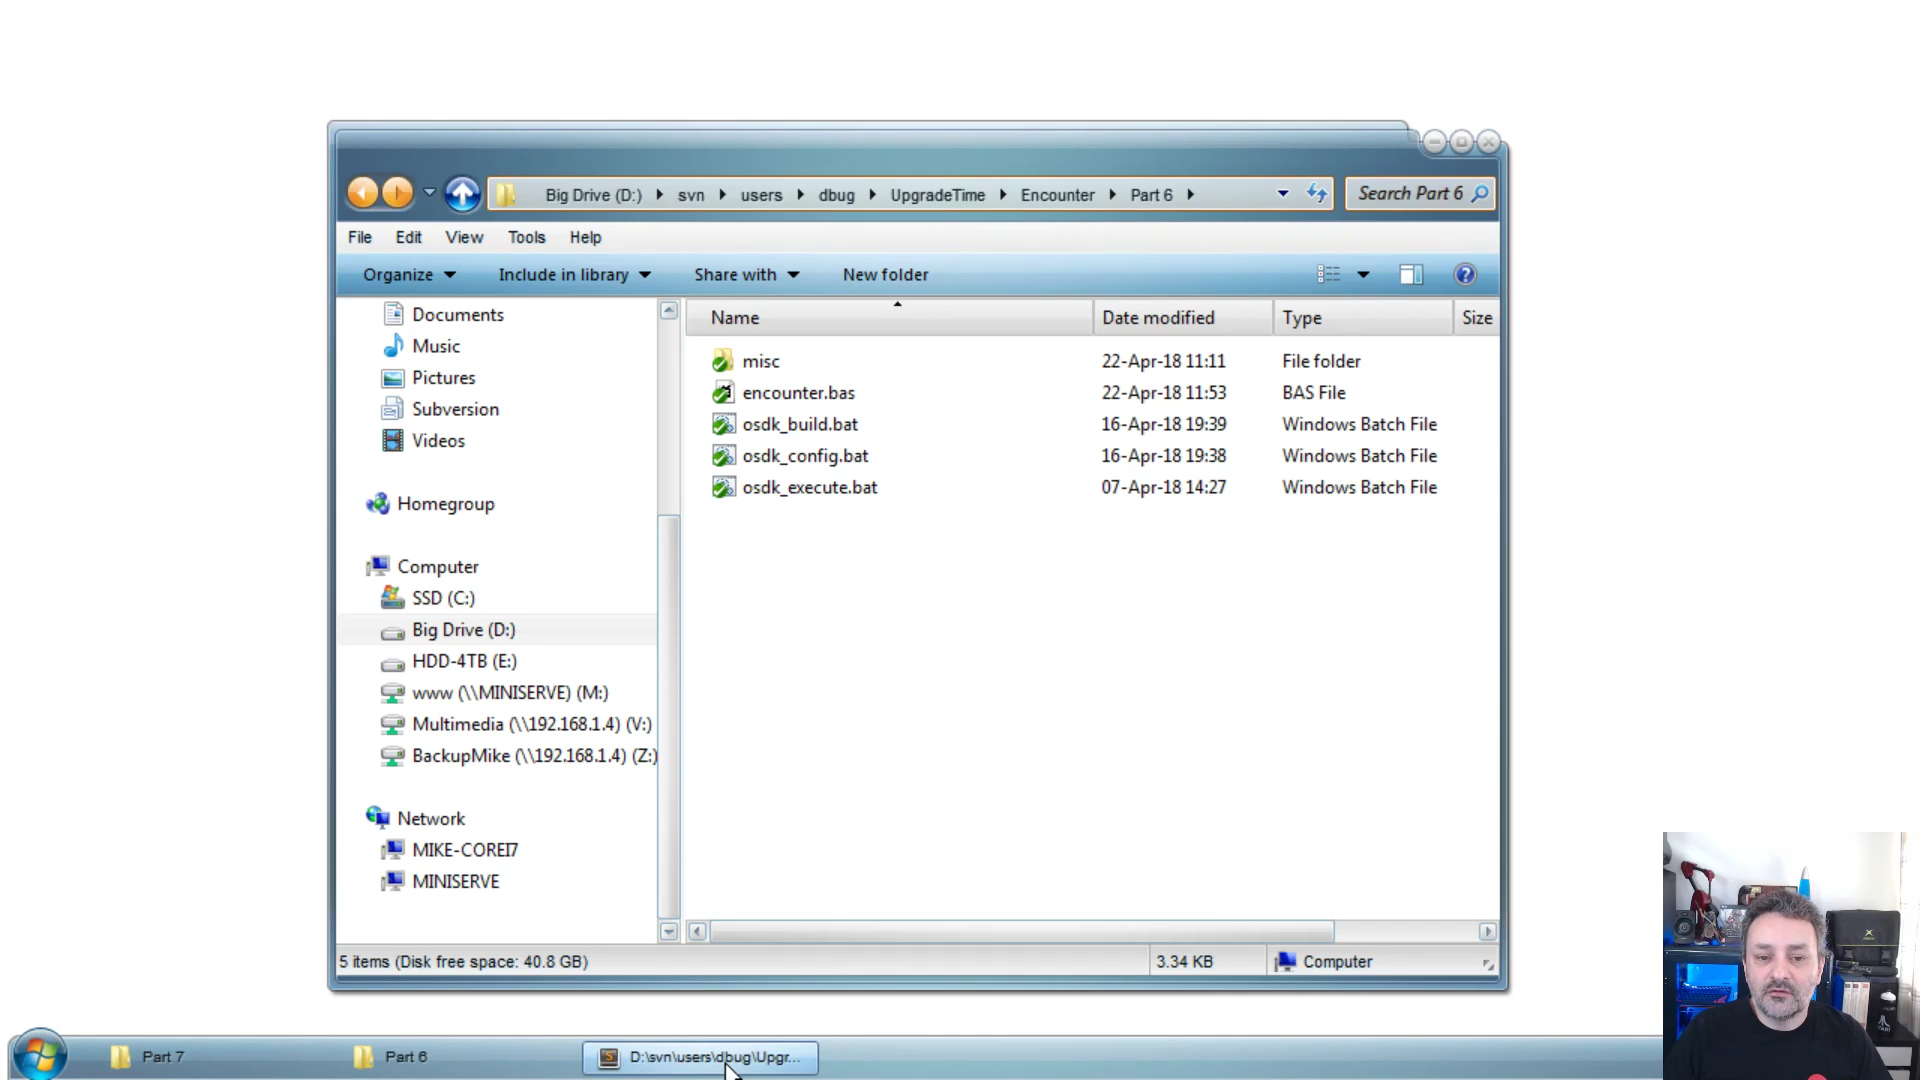 Big Drive (D:) svn users dbug UpgradeTime Encounter Part 6
Search Part 6
File Edit View Tools Help
Organize Include in library Share with New folder
Name Date modified Type Size
misc 22-Apr-18 11:11 File folder
encounter.bas 22-Apr-18 11:53 BAS File
osdk_build.bat 16-Apr-18 19:39 Windows Batch File
osdk_config.bat 16-Apr-18 19:38 Windows Batch File
osdk_execute.bat 07-Apr-18 14:27 Windows Batch File
Documents
Music
Pictures
Subversion
Videos
Homegroup
Computer
SSD (C:)
Big Drive (D:)
HDD-4TB (E:)
www (\\MINISERVE) (M:)
Multimedia (\\192.168.1.4) (V:)
BackupMike (\\192.168.1.4) (Z:)
Network
MIKE-COREI7
MINISERVE
5 items (Disk free space: 40.8 GB) 3.34 KB Computer
Part 7 Part 6 D:\svn\users\dbug\Upgr...
ATARI